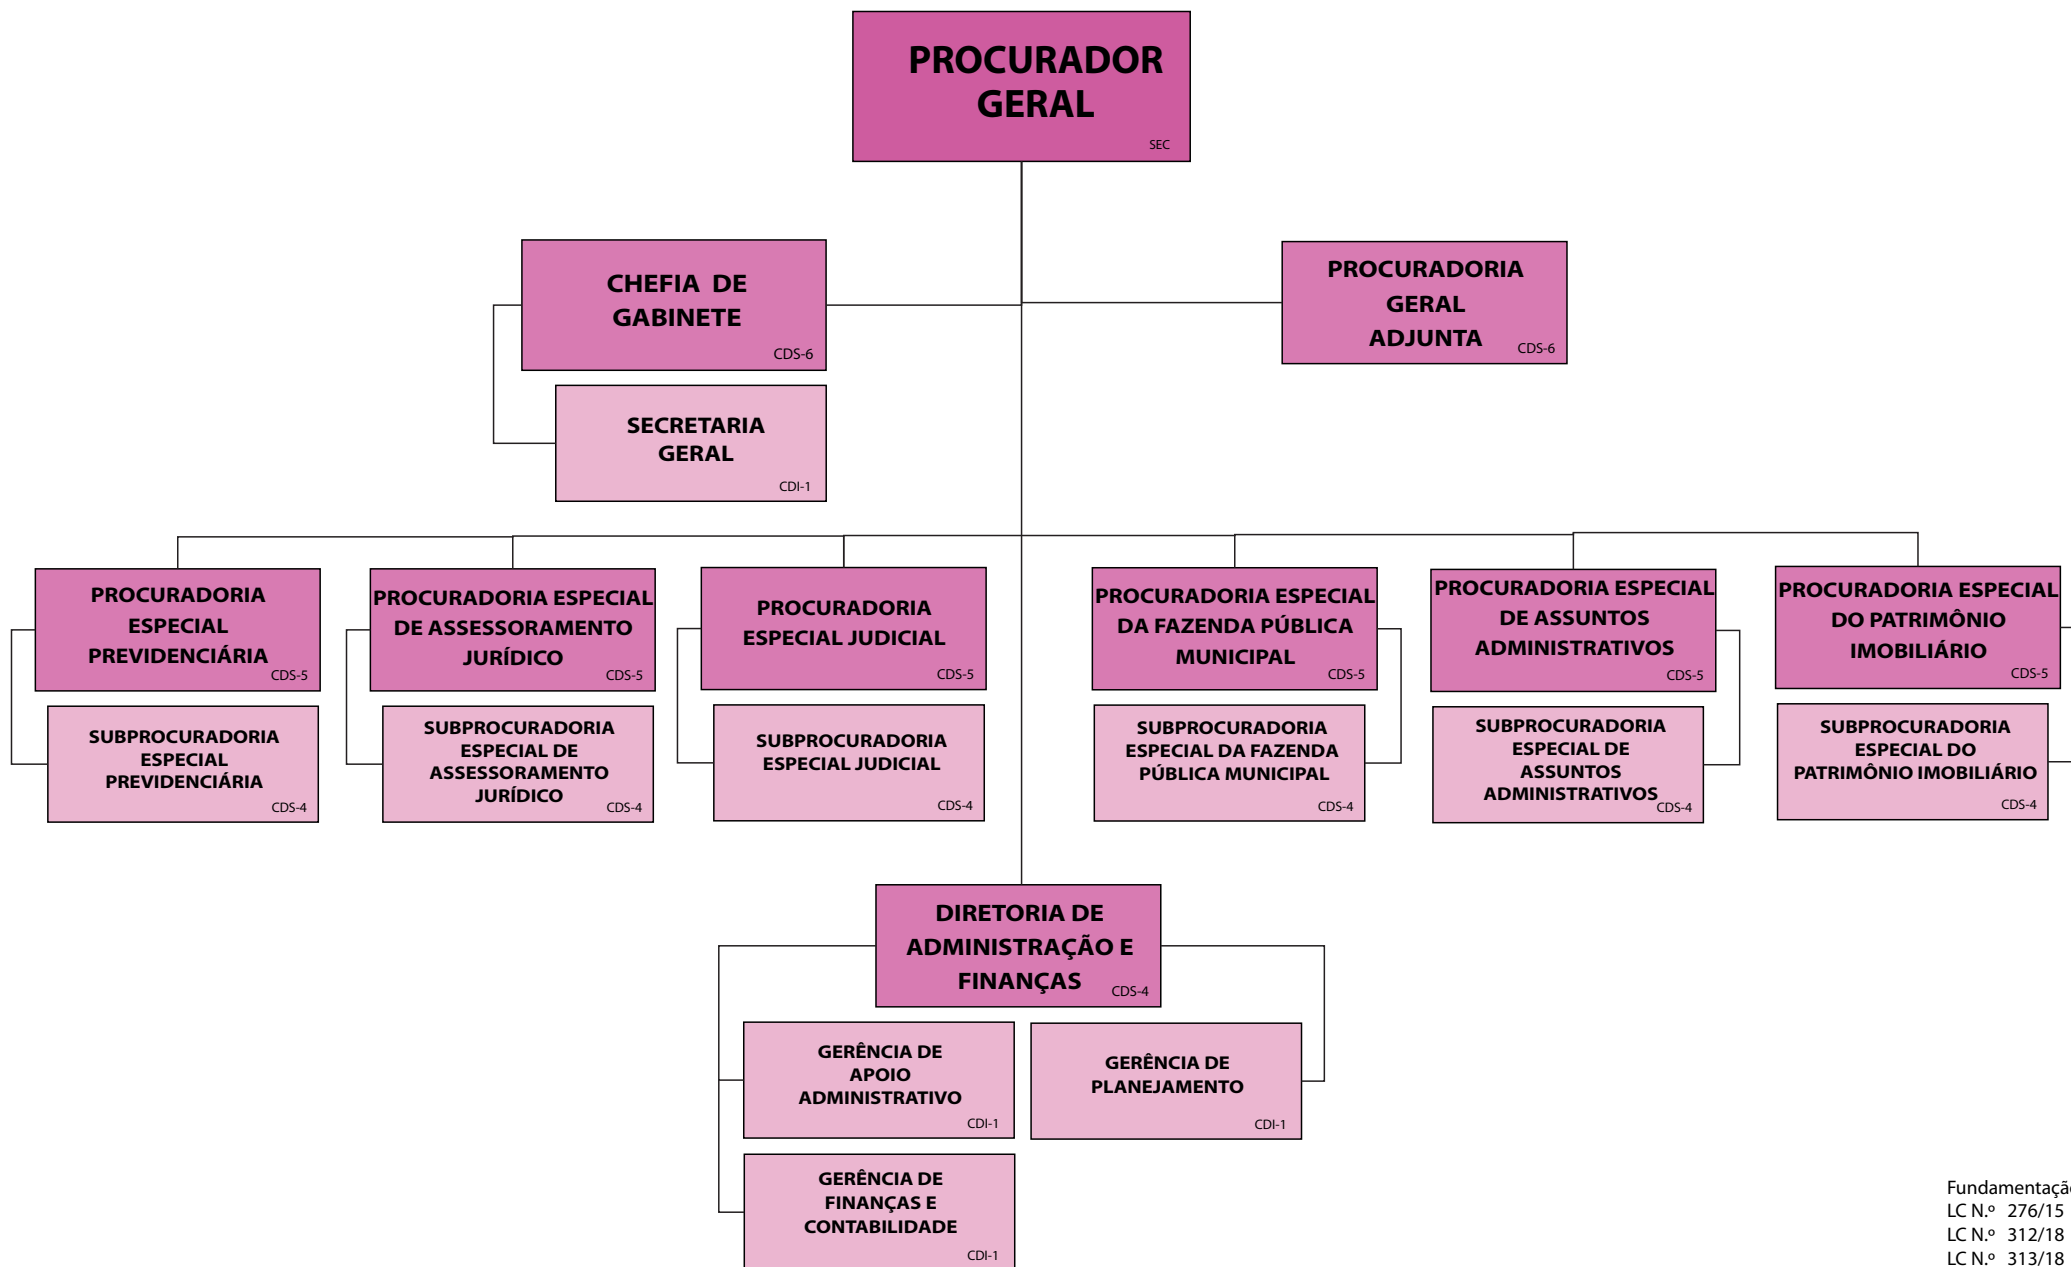 PROCURADOR
GERAL
SEC
CHEFIA DE
GABINETE
CDS-6
PROCURADORIA
GERAL
ADJUNTA
CDS-6
SECRETARIA
GERAL
CDI-1
PROCURADORIA
ESPECIAL
PREVIDENCIÁRIA
CDS-5
PROCURADORIA ESPECIAL
DE ASSESSORAMENTO
JURÍDICO
CDS-5
PROCURADORIA
ESPECIAL JUDICIAL
CDS-5
PROCURADORIA ESPECIAL
DA FAZENDA PÚBLICA
MUNICIPAL
CDS-5
PROCURADORIA ESPECIAL
DE ASSUNTOS
ADMINISTRATIVOS
CDS-5
PROCURADORIA ESPECIAL
DO PATRIMÔNIO
IMOBILIÁRIO
CDS-5
SUBPROCURADORIA
ESPECIAL
PREVIDENCIÁRIA
CDS-4
SUBPROCURADORIA
ESPECIAL DE
ASSESSORAMENTO
JURÍDICO
CDS-4
SUBPROCURADORIA
ESPECIAL JUDICIAL
CDS-4
SUBPROCURADORIA
ESPECIAL DA FAZENDA
PÚBLICA MUNICIPAL
CDS-4
SUBPROCURADORIA
ESPECIAL DE
ASSUNTOS
ADMINISTRATIVOS
CDS-4
SUBPROCURADORIA
ESPECIAL DO
PATRIMÔNIO IMOBILIÁRIO
CDS-4
DIRETORIA DE
ADMINISTRAÇÃO E
FINANÇAS
CDS-4
GERÊNCIA DE
APOIO
ADMINISTRATIVO
CDI-1
GERÊNCIA DE
PLANEJAMENTO
CDI-1
GERÊNCIA DE
FINANÇAS E
CONTABILIDADE
CDI-1
Fundamentação
LC N.º 276/15
LC N.º 312/18
LC N.º 313/18